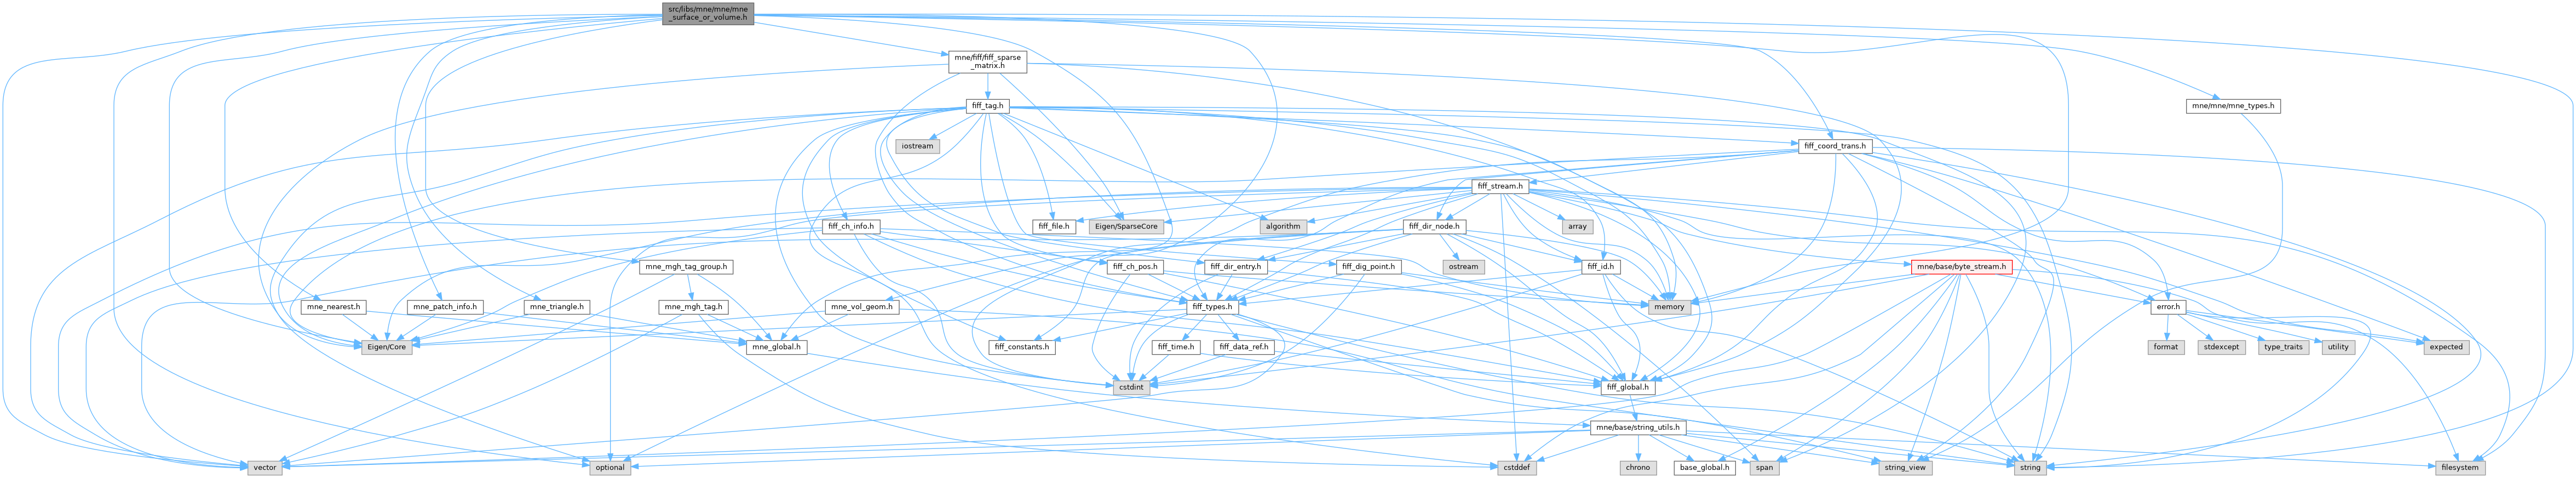 src/libs/mne/mne/mne
_surface_or_volume.h
mne/fiff/fiff_sparse
_matrix.h
fiff_tag.h
mne/mne/mne_types.h
iostream
fiff_coord_trans.h
fiff_stream.h
fiff_ch_info.h
fiff_file.h
Eigen/SparseCore
algorithm
fiff_dir_node.h
array
mne_mgh_tag_group.h
fiff_ch_pos.h
fiff_dir_entry.h
fiff_dig_point.h
ostream
fiff_id.h
mne/base/byte_stream.h
mne_nearest.h
mne_patch_info.h
mne_triangle.h
mne_mgh_tag.h
mne_vol_geom.h
fiff_types.h
memory
error.h
Eigen/Core
mne_global.h
fiff_constants.h
fiff_time.h
fiff_data_ref.h
format
stdexcept
type_traits
utility
expected
cstdint
fiff_global.h
mne/base/string_utils.h
vector
optional
cstddef
chrono
base_global.h
span
string_view
string
filesystem